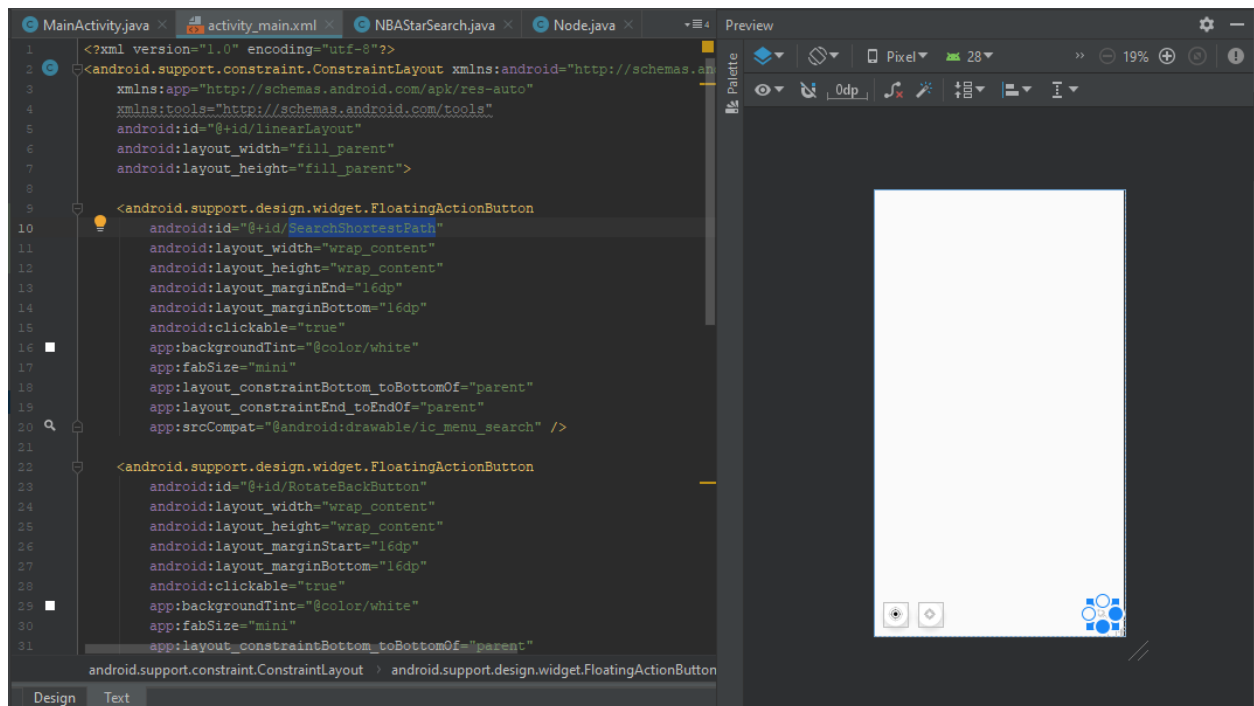 MainActivity.java activity_main.xml NBAStarSearch.java Node.java 4 Preview
1 <?xml version="1.0" encoding="utf-8"?>
2 <android.support.constraint.ConstraintLayout xmlns:android="http://schemas.an
3 xmlns:app="http://schemas.android.com/apk/res-auto"
4 xmlns:tools="http://schemas.android.com/tools"
5 android:id="@+id/linearLayout"
6 android:layout_width="fill_parent"
7 android:layout_height="fill_parent">
8
9 <android.support.design.widget.FloatingActionButton
10 android:id="@+id/SearchShortestPath"
11 android:layout_width="wrap_content"
12 android:layout_height="wrap_content"
13 android:layout_marginEnd="16dp"
14 android:layout_marginBottom="16dp"
15 android:clickable="true"
16 app:backgroundTint="@color/white"
17 app:fabSize="mini"
18 app:layout_constraintBottom_toBottomOf="parent"
19 app:layout_constraintEnd_toEndOf="parent"
20 app:srcCompat="@android:drawable/ic_menu_search" />
21
22 <android.support.design.widget.FloatingActionButton
23 android:id="@+id/RotateBackButton"
24 android:layout_width="wrap_content"
25 android:layout_height="wrap_content"
26 android:layout_marginStart="16dp"
27 android:layout_marginBottom="16dp"
28 android:clickable="true"
29 app:backgroundTint="@color/white"
30 app:fabSize="mini"
31 app:layout_constraintBottom_toBottomOf="parent"
android.support.constraint.ConstraintLayout › android.support.design.widget.FloatingActionButton
Design Text
Palette
Pixel 28 » 19%
0dp